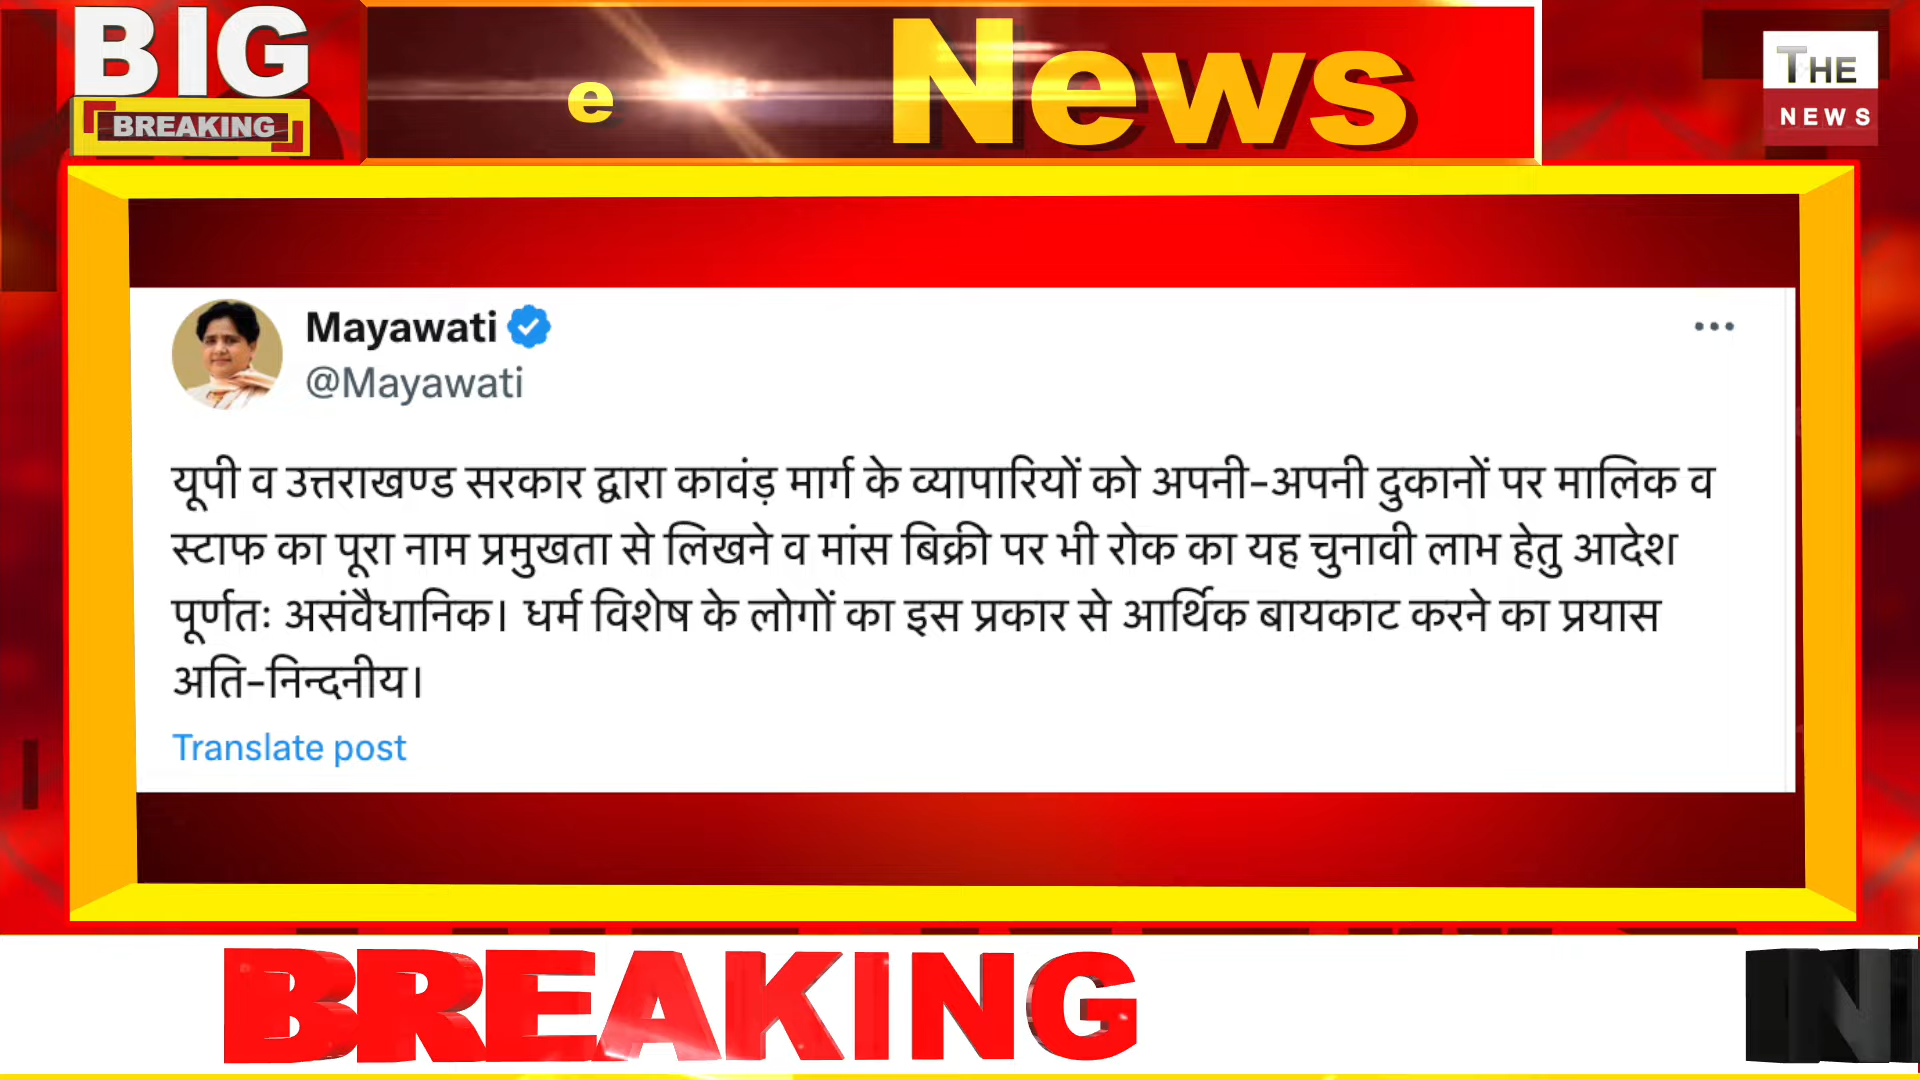 BIG
BREAKING
e News
THE
NEWS
Mayawati
@Mayawati
यूपी व उत्तराखण्ड सरकार द्वारा कावंड़ मार्ग के व्यापारियों को अपनी-अपनी दुकानों पर मालिक व
स्टाफ का पूरा नाम प्रमुखता से लिखने व मांस बिक्री पर भी रोक का यह चुनावी लाभ हेतु आदेश
पूर्णतः असंवैधानिक। धर्म विशेष के लोगों का इस प्रकार से आर्थिक बायकाट करने का प्रयास
अति-निन्दनीय।
Translate post
BREAKING N